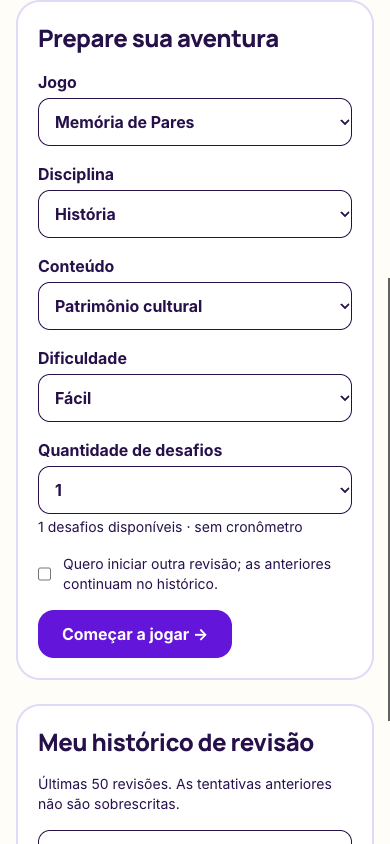 Prepare sua aventura
Jogo
Memória de Pares
Disciplina
História
Conteúdo
Patrimônio cultural
Dificuldade
Fácil
Quantidade de desafios
1
1 desafios disponíveis · sem cronômetro
Quero iniciar outra revisão; as anteriores
continuam no histórico.
Começar a jogar →
Meu histórico de revisão
Últimas 50 revisões. As tentativas anteriores
não são sobrescritas.